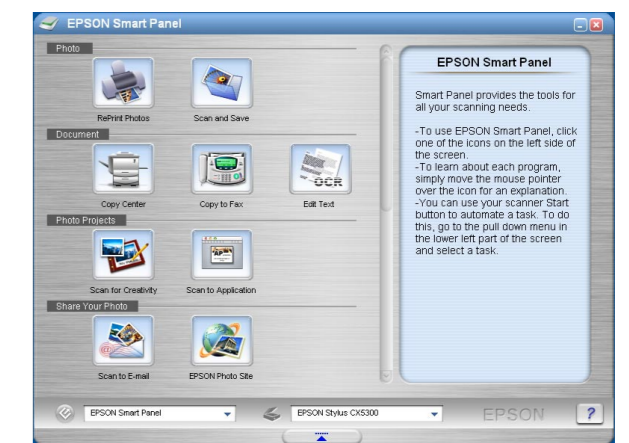 EPSON Smart Panel
Photo
RePrint Photos
Scan and Save
Document
Copy Center
Copy to Fax
OCR
Edit Text
Photo Projects
Scan for Creativity
Scan to Application
Share Your Photo
Scan to E-mail
EPSON Photo Site
EPSON Smart Panel
Smart Panel provides the tools for
all your scanning needs.
-To use EPSON Smart Panel, click
one of the icons on the left side of
the screen.
-To learn about each program,
simply move the mouse pointer
over the icon for an explanation.
-You can use your scanner Start
button to automate a task. To do
this, go to the pull down menu in
the lower left part of the screen
and select a task.
EPSON Smart Panel
EPSON Stylus CX5300
EPSON
?